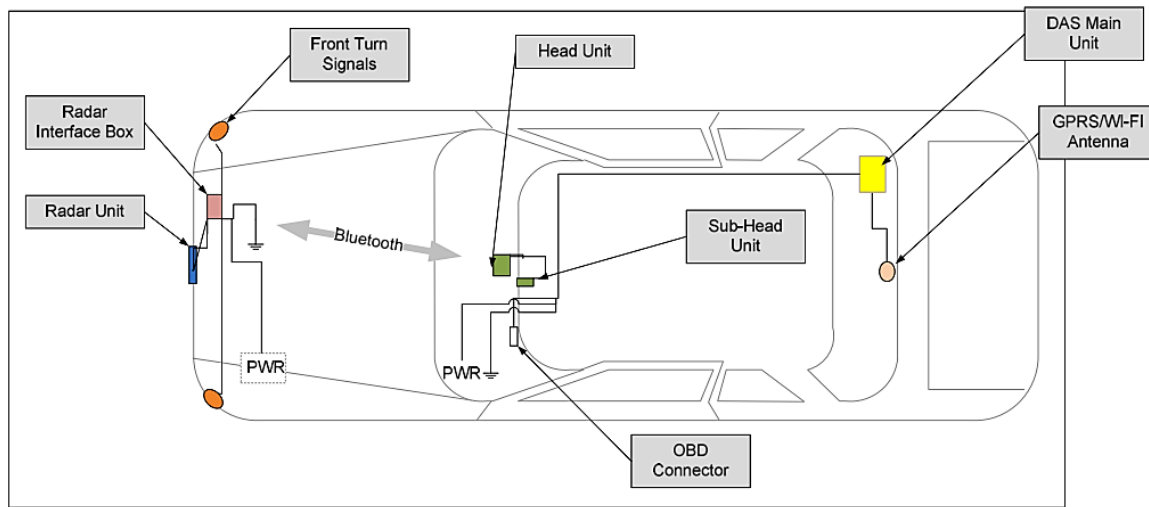 Front Turn
Signals
Head Unit
DAS Main
Unit
Radar
Interface Box
GPRS/WI-FI
Antenna
Radar Unit
Bluetooth
Sub-Head
Unit
PWR
PWR
OBD
Connector